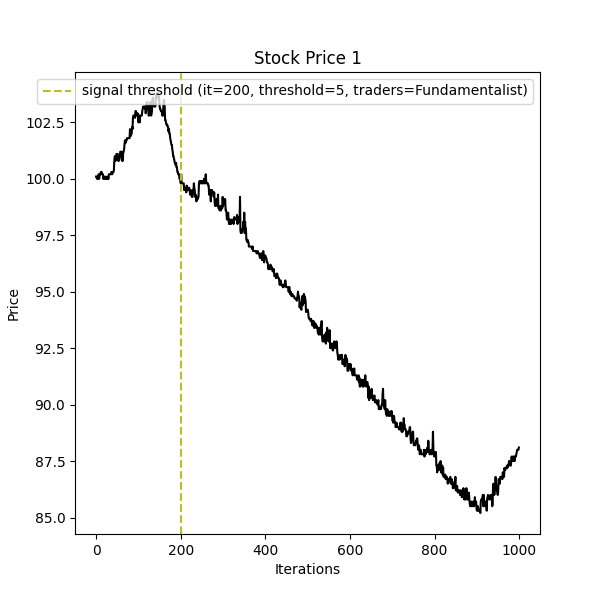 Stock Price 1
signal threshold (it=200, threshold=5, traders=Fundamentalist)
102.5
100.0
97.5
95.0
92.5
90.0
87.5
85.0
Price
0 200 400 600 800 1000
Iterations